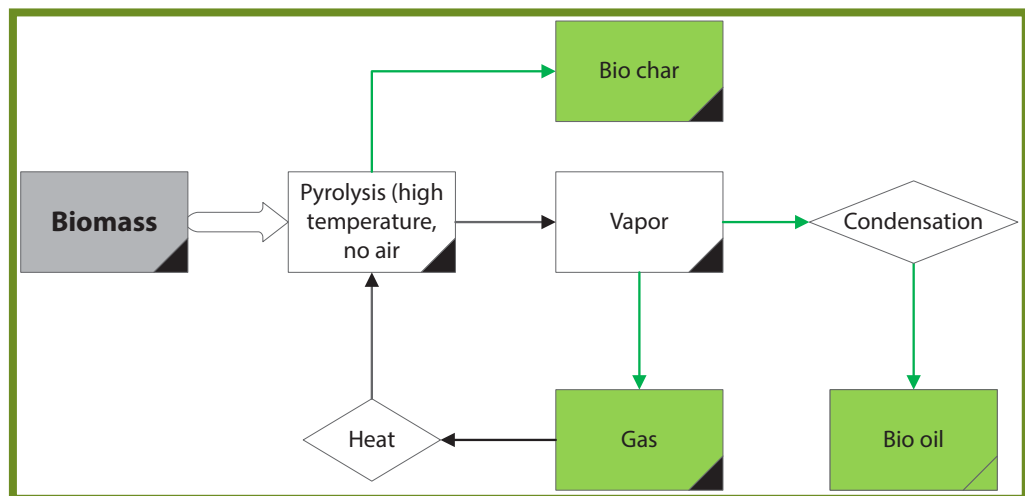 Bio char
Biomass
Pyrolysis (high
temperature,
no air
Vapor
Condensation
Heat
Gas
Bio oil